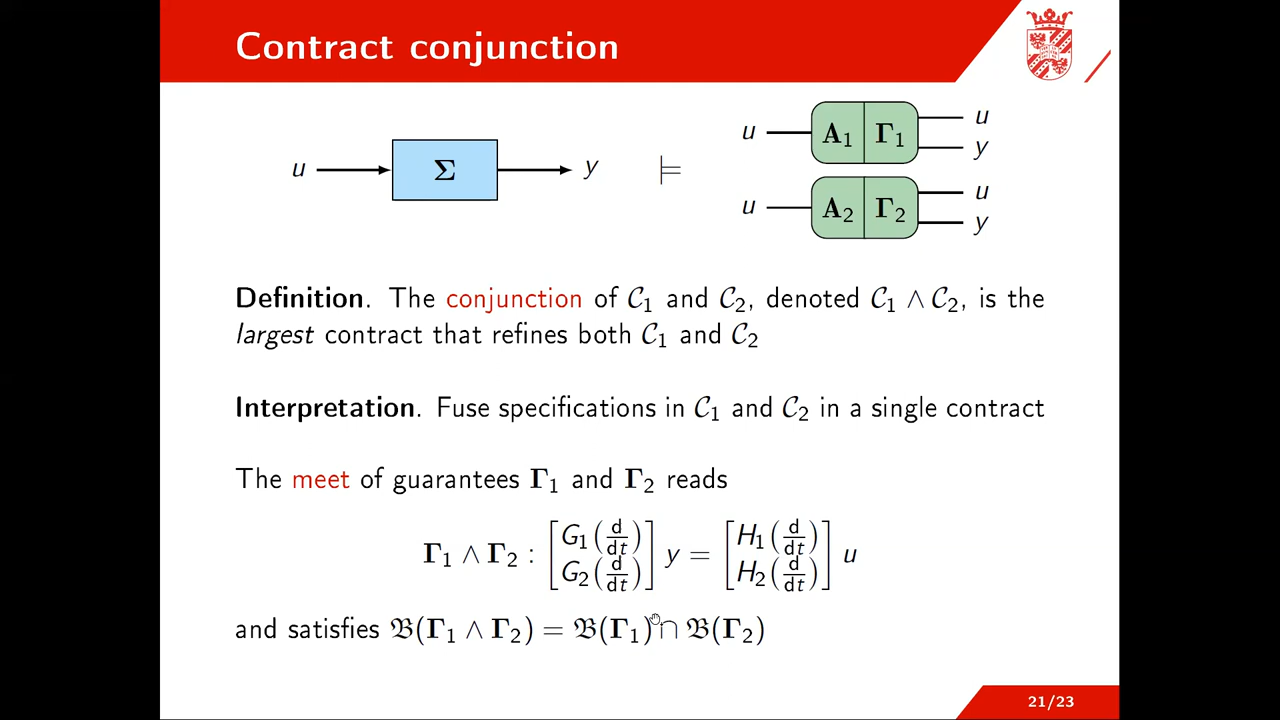 Contract conjunction
u Σ y ⊨ u A₁ Γ₁ u y
u A₂ Γ₂ u y
Definition. The conjunction of 𝒞₁ and 𝒞₂, denoted 𝒞₁ ∧ 𝒞₂, is the
largest contract that refines both 𝒞₁ and 𝒞₂
Interpretation. Fuse specifications in 𝒞₁ and 𝒞₂ in a single contract
The meet of guarantees Γ₁ and Γ₂ reads
Γ₁ ∧ Γ₂ : [G₁(d/dt) G₂(d/dt)] y = [H₁(d/dt) H₂(d/dt)] u
and satisfies 𝔅(Γ₁ ∧ Γ₂) = 𝔅(Γ₁) ∩ 𝔅(Γ₂)
21/23